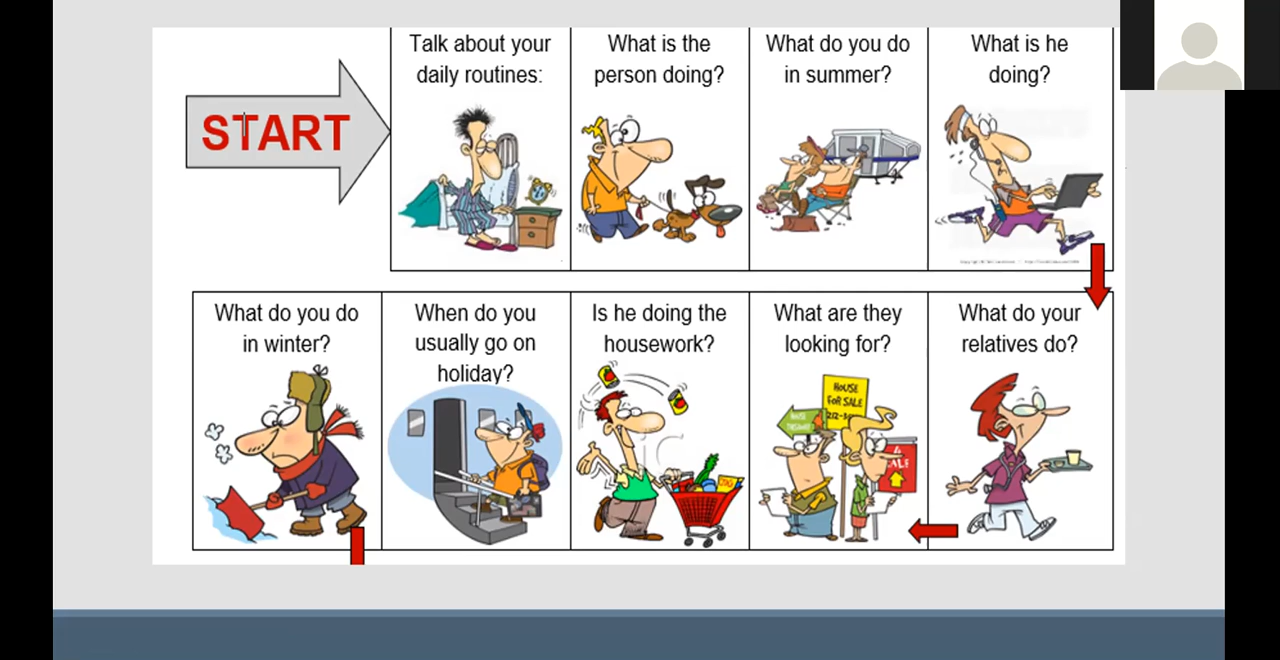 START
Talk about your
daily routines:
What is the
person doing?
What do you do
in summer?
What is he
doing?
What do your
relatives do?
What are they
looking for?
HOUSE
FOR SALE
Is he doing the
housework?
When do you
usually go on
holiday?
What do you do
in winter?